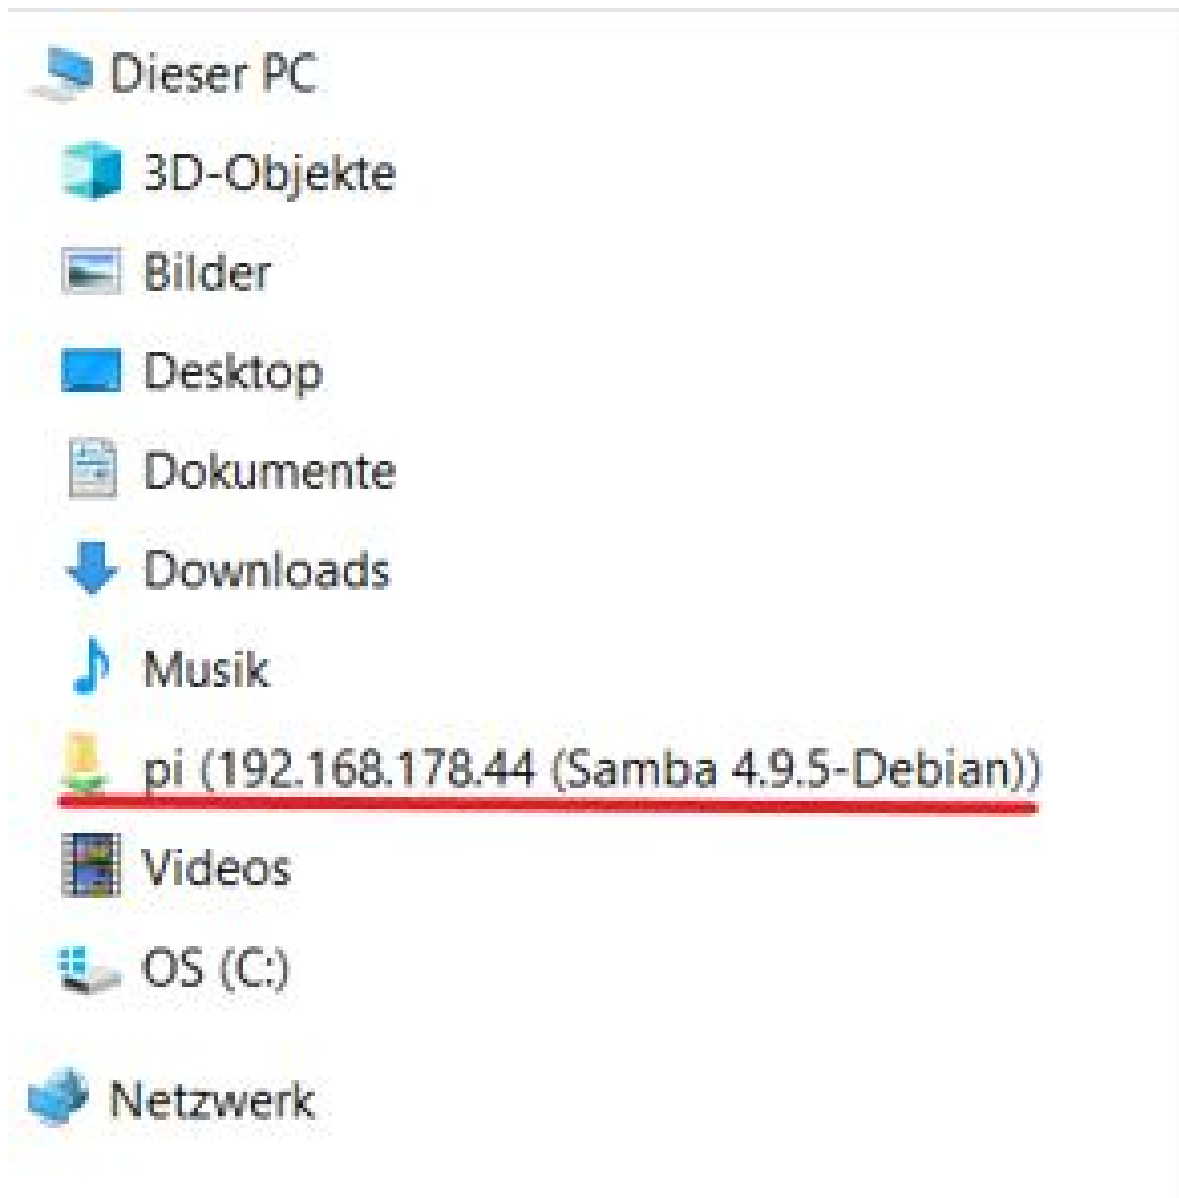 Dieser PC
3D-Objekte
Bilder
Desktop
Dokumente
Downloads
Musik
pi (192.168.178.44 (Samba 4.9.5-Debian))
Videos
OS (C:)
Netzwerk